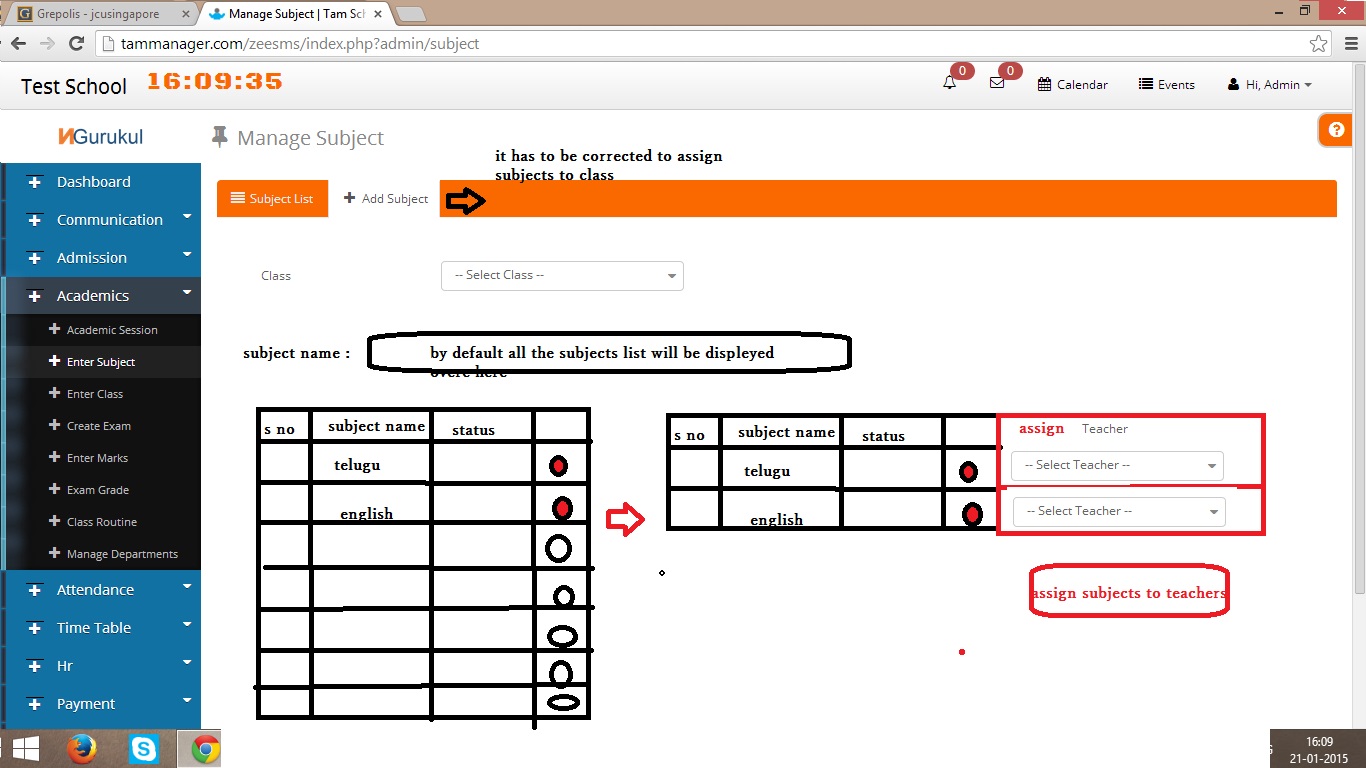 Grepolis - jcusingapore
Manage Subject | Tam Sch
tammanager.com/zeesms/index.php?admin/subject
Test School
16:09:35
0
0
Calendar
Events
Hi, Admin
Gurukul
Manage Subject
?
it has to be corrected to assign
subjects to class
Dashboard
Communication
Admission
Academics
Academic Session
Enter Subject
Enter Class
Create Exam
Enter Marks
Exam Grade
Class Routine
Manage Departments
Attendance
Time Table
Hr
Payment
Subject List
Add Subject
Class
-- Select Class --
subject name :
by default all the subjects list will be displeyed
overe here
s no subject name status
telugu
english
s no subject name status assign Teacher
telugu -- Select Teacher --
english -- Select Teacher --
assign subjects to teachers
16:09
21-01-2015